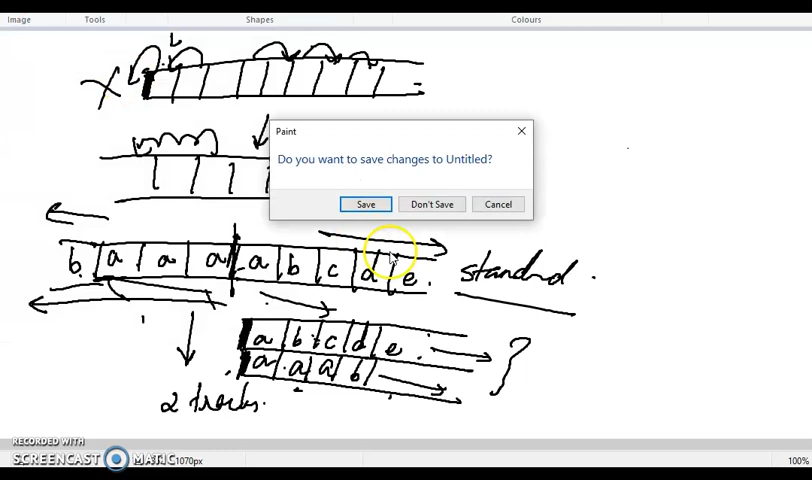 Image Tools Shapes Colours
Paint
Do you want to save changes to Untitled?
Save Don't Save Cancel
b a a a a b c d e . standard .
a b c d e .
a a a b
2 tracks.
RECORDED WITH
SCREENCAST MATIC
1070px 100%